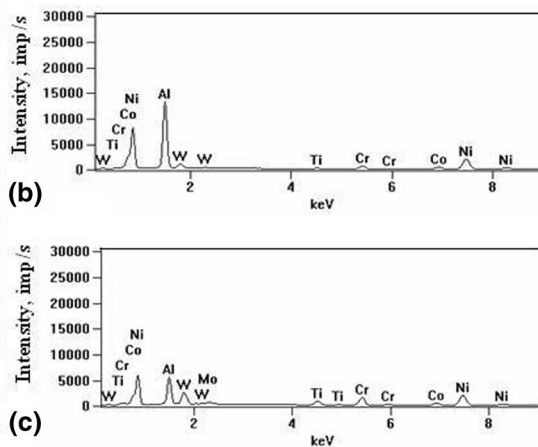 Intensity, imp/s
30000
25000
20000
15000
10000
5000
0
Ni
Co
Cr
Ti
W
Al
W
W
Ti
Cr
Cr
Co
Ni
Ni
2
4
6
8
keV
(b)
Intensity, imp/s
30000
25000
20000
15000
10000
5000
0
Ni
Co
Cr
Ti
W
Al
W
W
Mo
Ti
Ti
Cr
Cr
Co
Ni
Ni
2
4
6
8
keV
(c)